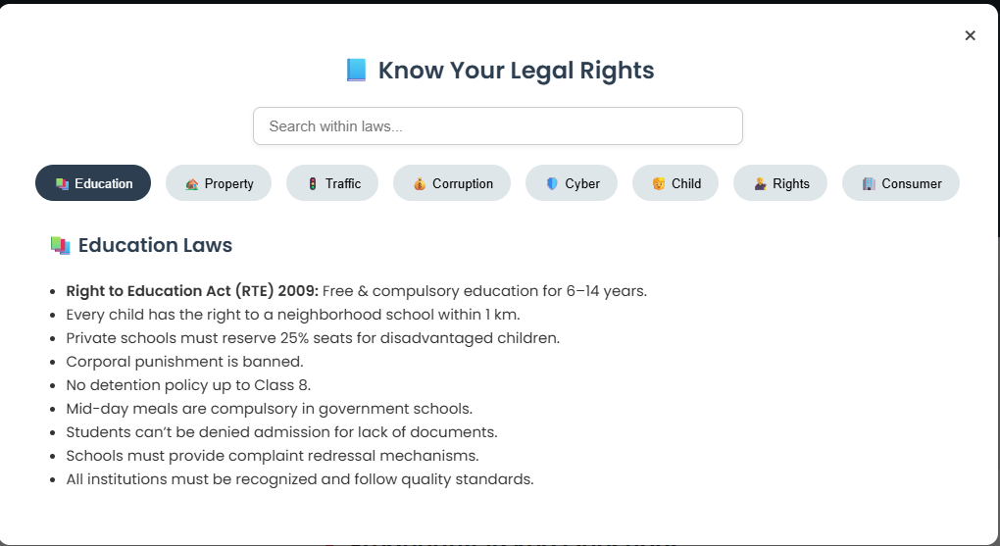 ×
Know Your Legal Rights
Search within laws...
Education Property Traffic Corruption Cyber Child Rights Consumer
Education Laws
• Right to Education Act (RTE) 2009: Free & compulsory education for 6–14 years.
• Every child has the right to a neighborhood school within 1 km.
• Private schools must reserve 25% seats for disadvantaged children.
• Corporal punishment is banned.
• No detention policy up to Class 8.
• Mid-day meals are compulsory in government schools.
• Students can’t be denied admission for lack of documents.
• Schools must provide complaint redressal mechanisms.
• All institutions must be recognized and follow quality standards.